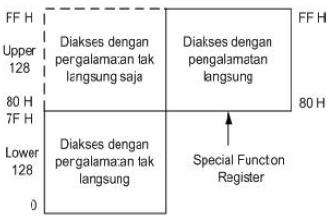 FF H
Upper
128
80 H
7F H
Lower
128
0
Diakses dengan
pengalamatan tak
langsung saja
Diakses dengan
pengalamatan
langsung
FF H
80 H
Diakses dengan
pengalamatan tak
langsung
Special Function
Register